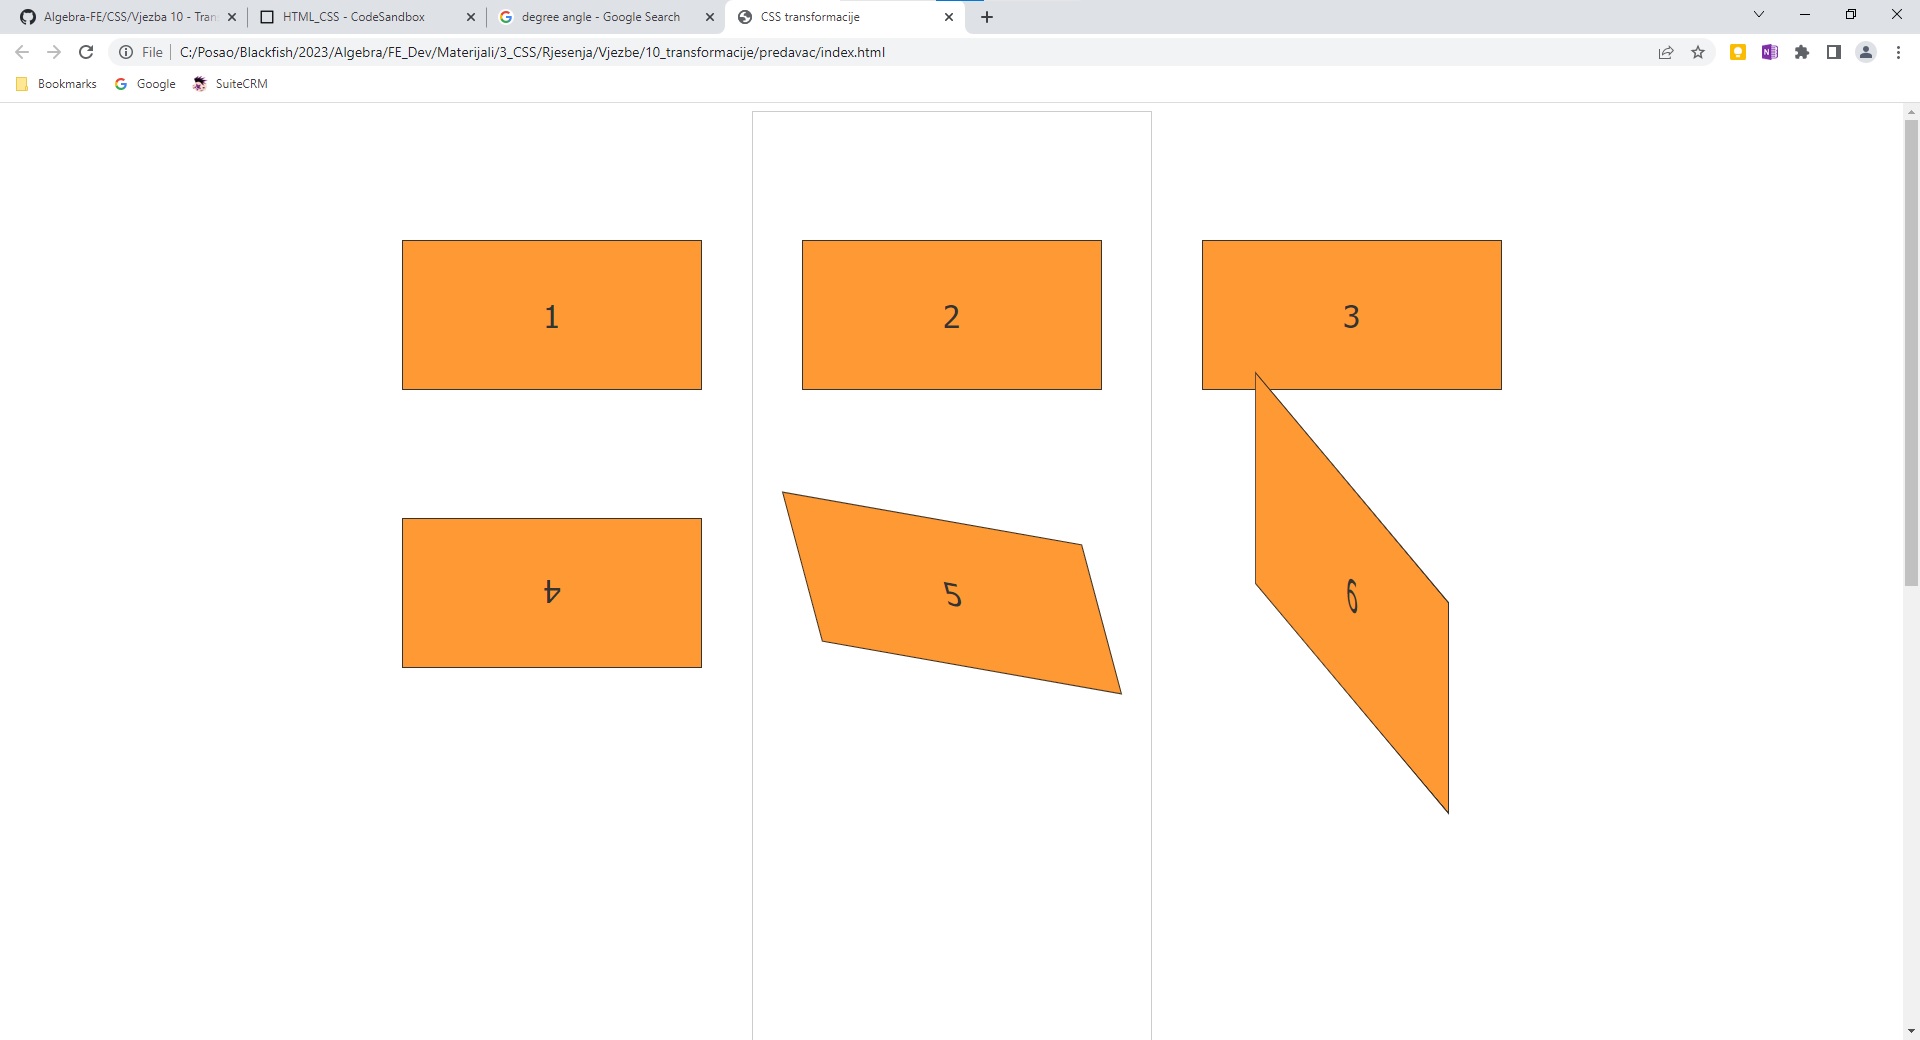 Algebra-FE/CSS/Vjezba 10 - Tran
HTML_CSS - CodeSandbox
degree angle - Google Search
CSS transformacije
File
C:/Posao/Blackfish/2023/Algebra/FE_Dev/Materijali/3_CSS/Rjesenja/Vjezbe/10_transformacije/predavac/index.html
Bookmarks
Google
SuiteCRM
1
2
3
4
5
6